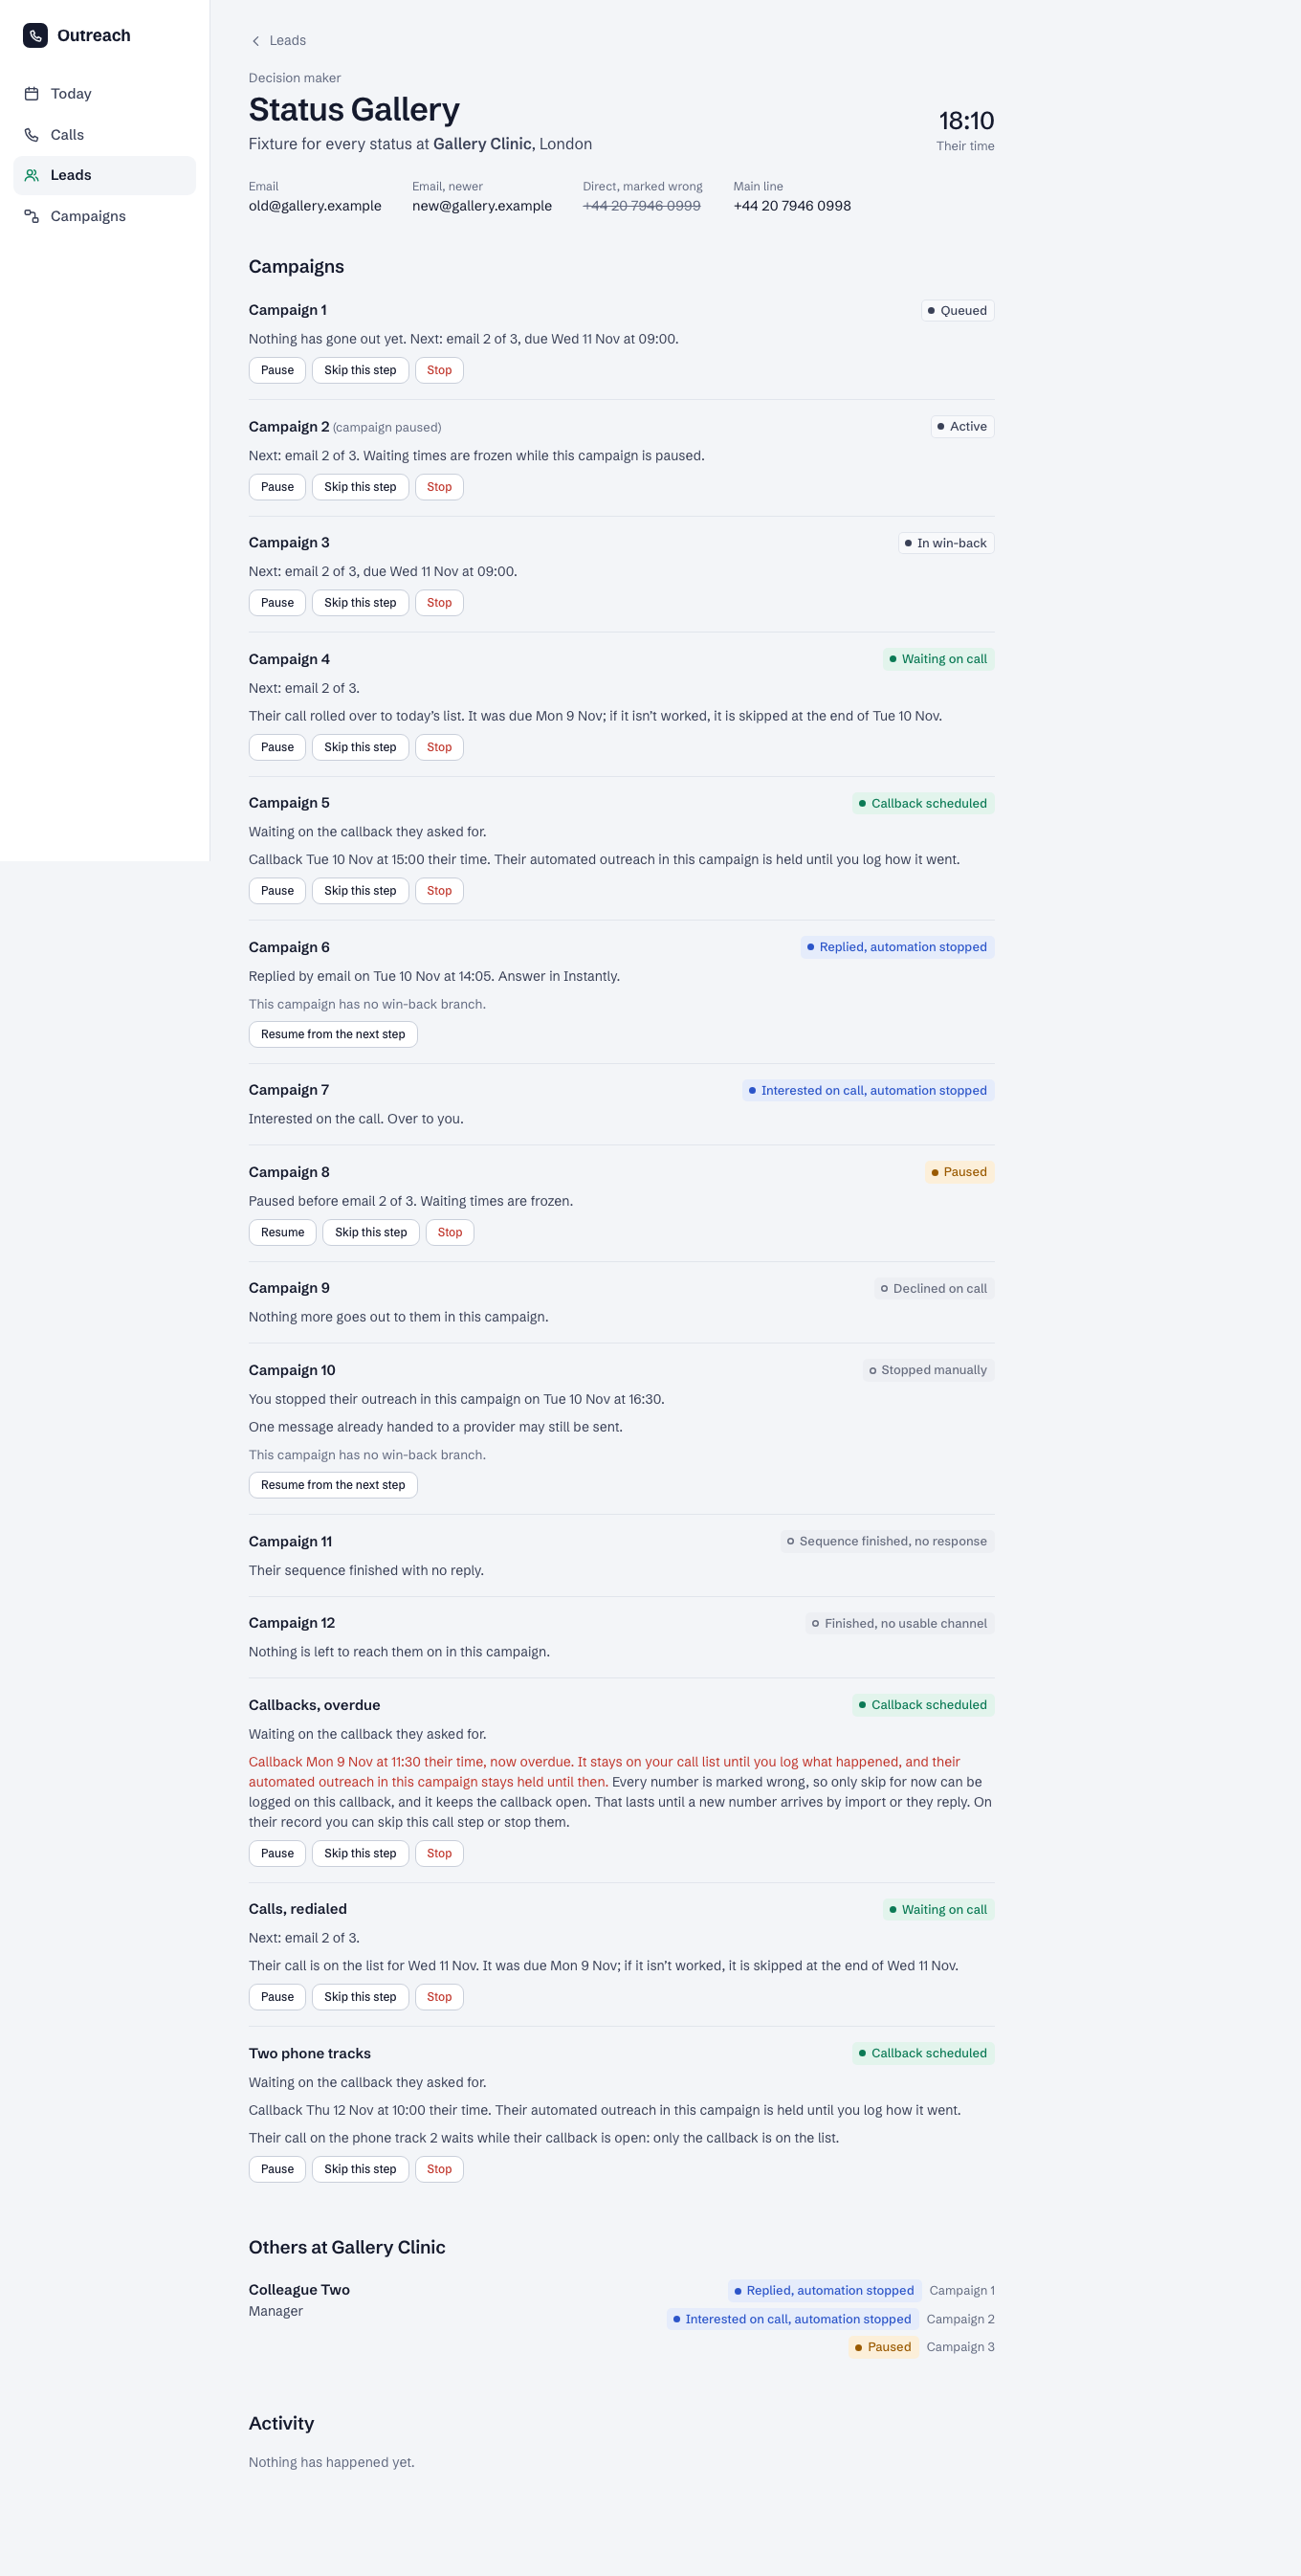 Outreach
Today
Calls
Leads
Campaigns
Leads
Decision maker
Status Gallery
Fixture for every status at Gallery Clinic, London
18:10
Their time
Email
old@gallery.example
Email, newer
new@gallery.example
Direct, marked wrong
+44 20 7946 0999
Main line
+44 20 7946 0998
Campaigns
Campaign 1
Queued
Nothing has gone out yet. Next: email 2 of 3, due Wed 11 Nov at 09:00.
Pause Skip this step Stop
Campaign 2 (campaign paused)
Active
Next: email 2 of 3. Waiting times are frozen while this campaign is paused.
Pause Skip this step Stop
Campaign 3
In win-back
Next: email 2 of 3, due Wed 11 Nov at 09:00.
Pause Skip this step Stop
Campaign 4
Waiting on call
Next: email 2 of 3.
Their call rolled over to today’s list. It was due Mon 9 Nov; if it isn’t worked, it is skipped at the end of Tue 10 Nov.
Pause Skip this step Stop
Campaign 5
Callback scheduled
Waiting on the callback they asked for.
Callback Tue 10 Nov at 15:00 their time. Their automated outreach in this campaign is held until you log how it went.
Pause Skip this step Stop
Campaign 6
Replied, automation stopped
Replied by email on Tue 10 Nov at 14:05. Answer in Instantly.
This campaign has no win-back branch.
Resume from the next step
Campaign 7
Interested on call, automation stopped
Interested on the call. Over to you.
Campaign 8
Paused
Paused before email 2 of 3. Waiting times are frozen.
Resume Skip this step Stop
Campaign 9
Declined on call
Nothing more goes out to them in this campaign.
Campaign 10
Stopped manually
You stopped their outreach in this campaign on Tue 10 Nov at 16:30.
One message already handed to a provider may still be sent.
This campaign has no win-back branch.
Resume from the next step
Campaign 11
Sequence finished, no response
Their sequence finished with no reply.
Campaign 12
Finished, no usable channel
Nothing is left to reach them on in this campaign.
Callbacks, overdue
Callback scheduled
Waiting on the callback they asked for.
Callback Mon 9 Nov at 11:30 their time, now overdue. It stays on your call list until you log what happened, and their
automated outreach in this campaign stays held until then. Every number is marked wrong, so only skip for now can be
logged on this callback, and it keeps the callback open. That lasts until a new number arrives by import or they reply. On
their record you can skip this call step or stop them.
Pause Skip this step Stop
Calls, redialed
Waiting on call
Next: email 2 of 3.
Their call is on the list for Wed 11 Nov. It was due Mon 9 Nov; if it isn’t worked, it is skipped at the end of Wed 11 Nov.
Pause Skip this step Stop
Two phone tracks
Callback scheduled
Waiting on the callback they asked for.
Callback Thu 12 Nov at 10:00 their time. Their automated outreach in this campaign is held until you log how it went.
Their call on the phone track 2 waits while their callback is open: only the callback is on the list.
Pause Skip this step Stop
Others at Gallery Clinic
Colleague Two
Manager
Replied, automation stopped Campaign 1
Interested on call, automation stopped Campaign 2
Paused Campaign 3
Activity
Nothing has happened yet.